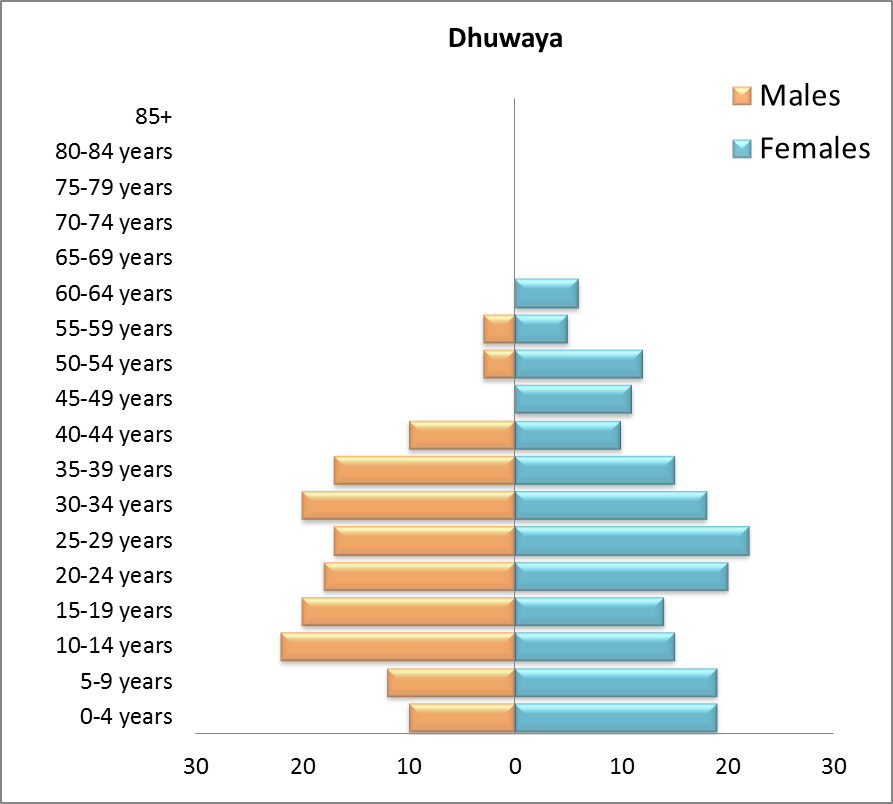 Dhuwaya
Males
Females
85+
80-84 years
75-79 years
70-74 years
65-69 years
60-64 years
55-59 years
50-54 years
45-49 years
40-44 years
35-39 years
30-34 years
25-29 years
20-24 years
15-19 years
10-14 years
5-9 years
0-4 years
30 20 10 0 10 20 30